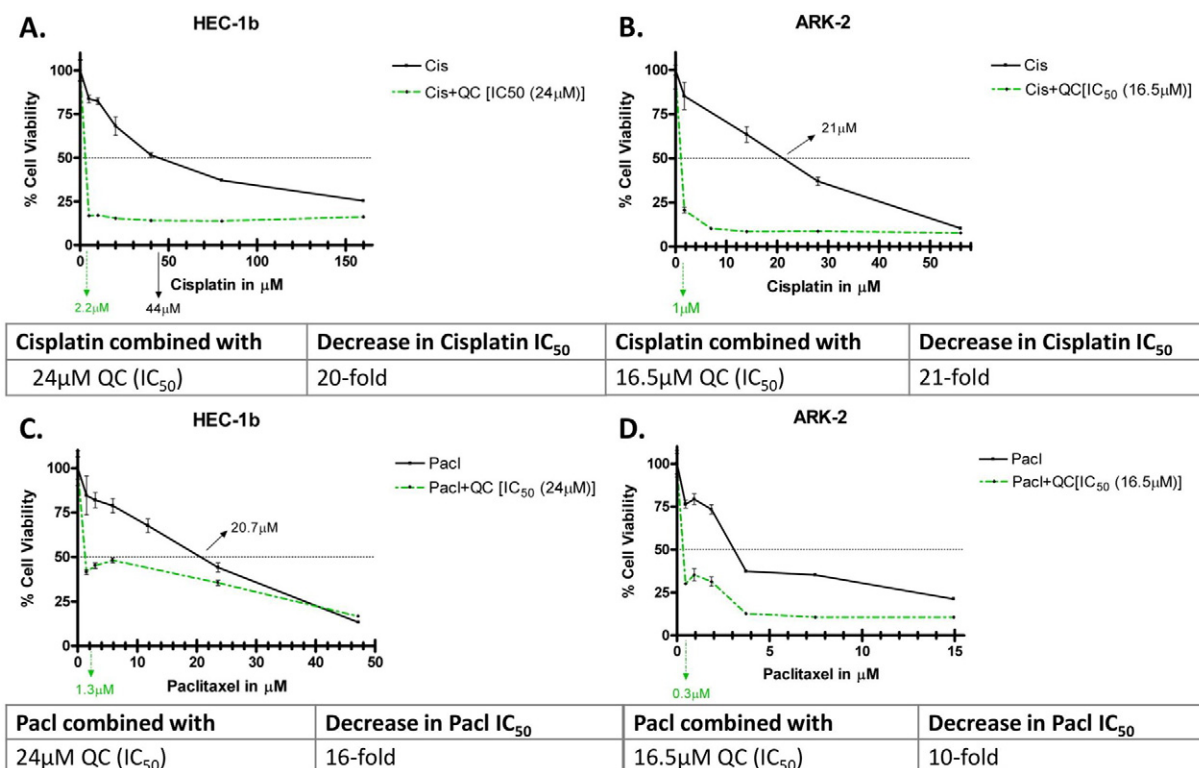 A.
HEC-1b
Cis
Cis+QC [IC50 (24μM)]
% Cell Viability
100
75
50
25
0
0 50 100 150
Cisplatin in μM
2.2μM
44μM
B.
ARK-2
Cis
Cis+QC[IC50 (16.5μM)]
% Cell Viability
100
75
50
25
0
21μM
0 10 20 30 40 50
Cisplatin in μM
1μM
Cisplatin combined with Decrease in Cisplatin IC50 Cisplatin combined with Decrease in Cisplatin IC50
24μM QC (IC50) 20-fold 16.5μM QC (IC50) 21-fold
C.
HEC-1b
Pacl
Pacl+QC [IC50 (24μM)]
% Cell Viability
100
75
50
25
0
20.7μM
0 10 20 30 40 50
Paclitaxel in μM
1.3μM
D.
ARK-2
Pacl
Pacl+QC[IC50 (16.5μM)]
% Cell Viability
100
75
50
25
0
0 5 10 15
Paclitaxel in μM
0.3μM
Pacl combined with Decrease in Pacl IC50 Pacl combined with Decrease in Pacl IC50
24μM QC (IC50) 16-fold 16.5μM QC (IC50) 10-fold